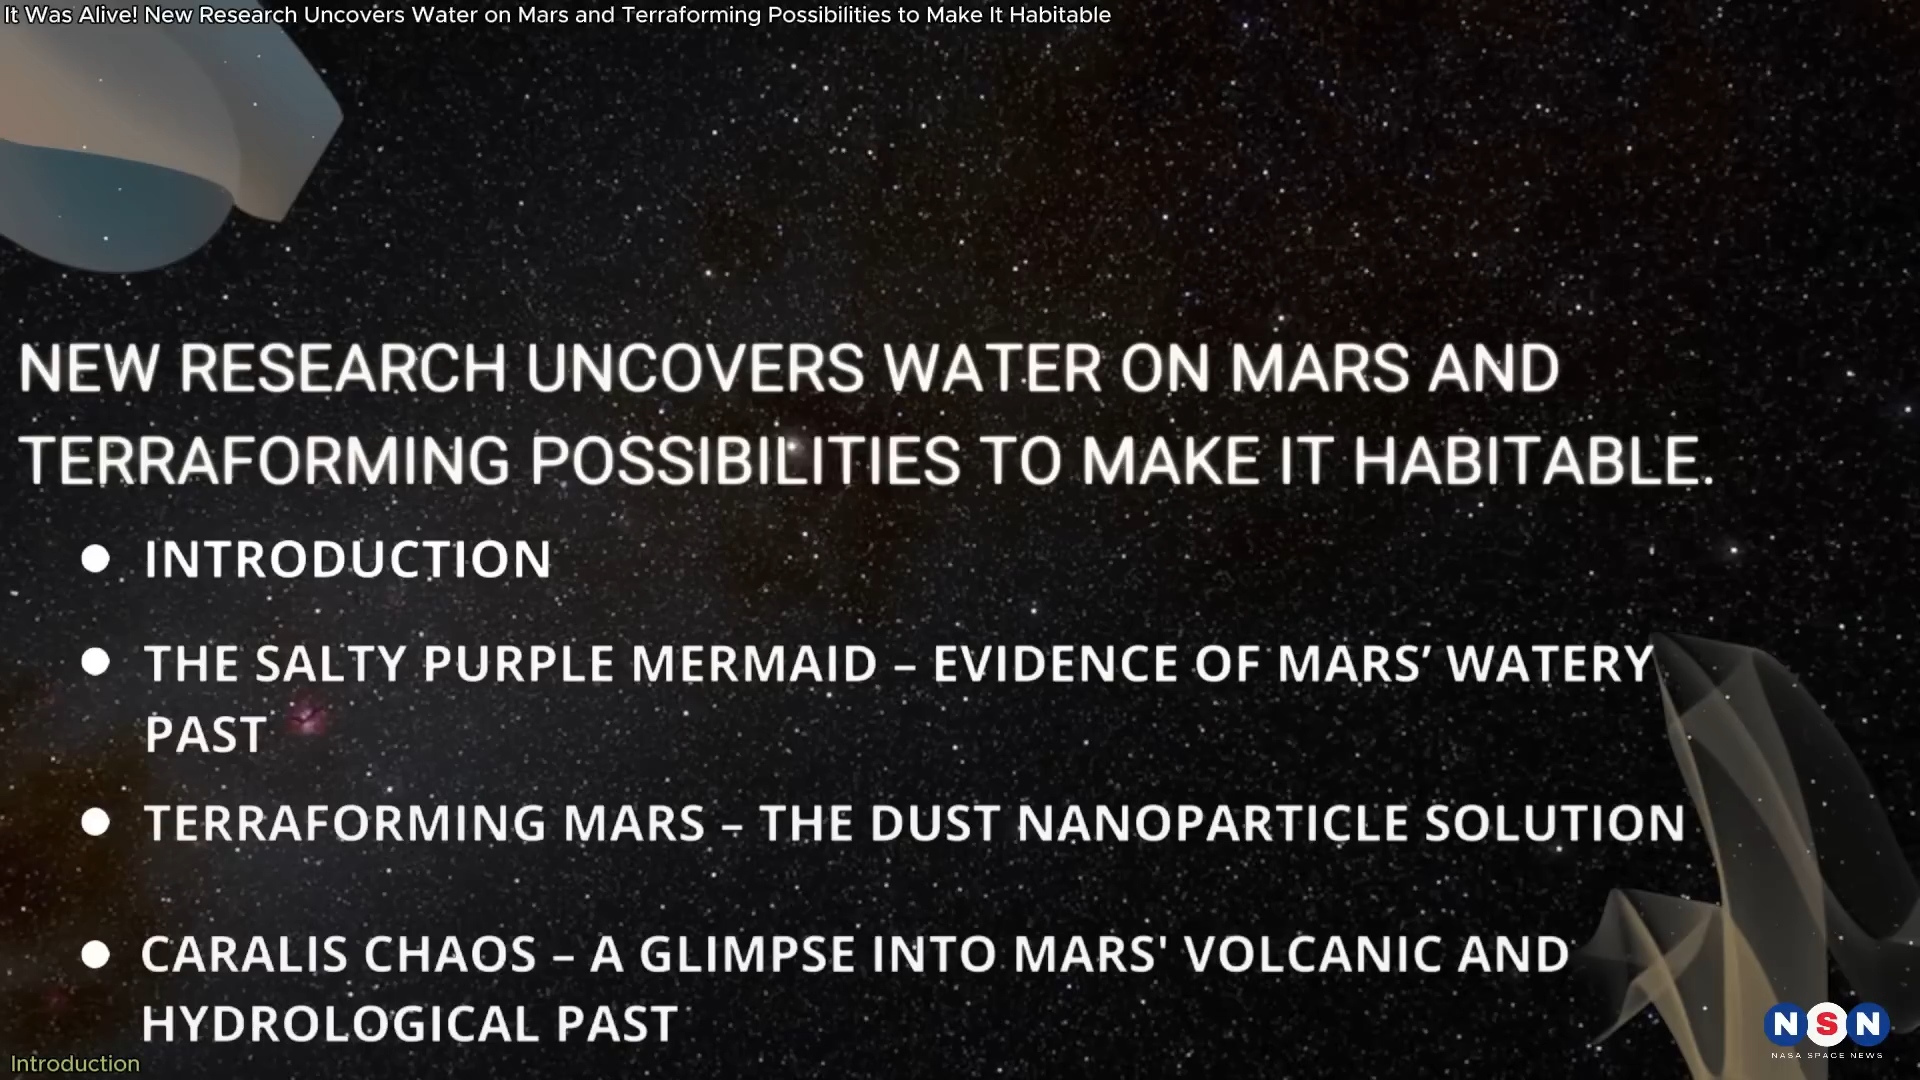 It Was Alive! New Research Uncovers Water on Mars and Terraforming Possibilities to Make It Habitable
NEW RESEARCH UNCOVERS WATER ON MARS AND
TERRAFORMING POSSIBILITIES TO MAKE IT HABITABLE.
● INTRODUCTION
● THE SALTY PURPLE MERMAID – EVIDENCE OF MARS’ WATERY
PAST
● TERRAFORMING MARS – THE DUST NANOPARTICLE SOLUTION
● CARALIS CHAOS – A GLIMPSE INTO MARS' VOLCANIC AND
HYDROLOGICAL PAST
NSN
NASA SPACE NEWS
Introduction